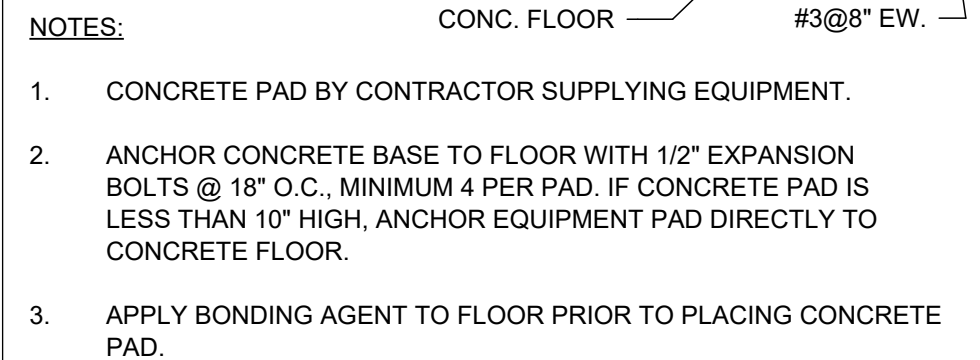 CONC. FLOOR
#3@8" EW.
NOTES:
1. CONCRETE PAD BY CONTRACTOR SUPPLYING EQUIPMENT.
2. ANCHOR CONCRETE BASE TO FLOOR WITH 1/2" EXPANSION
BOLTS @ 18" O.C., MINIMUM 4 PER PAD. IF CONCRETE PAD IS
LESS THAN 10" HIGH, ANCHOR EQUIPMENT PAD DIRECTLY TO
CONCRETE FLOOR.
3. APPLY BONDING AGENT TO FLOOR PRIOR TO PLACING CONCRETE
PAD.